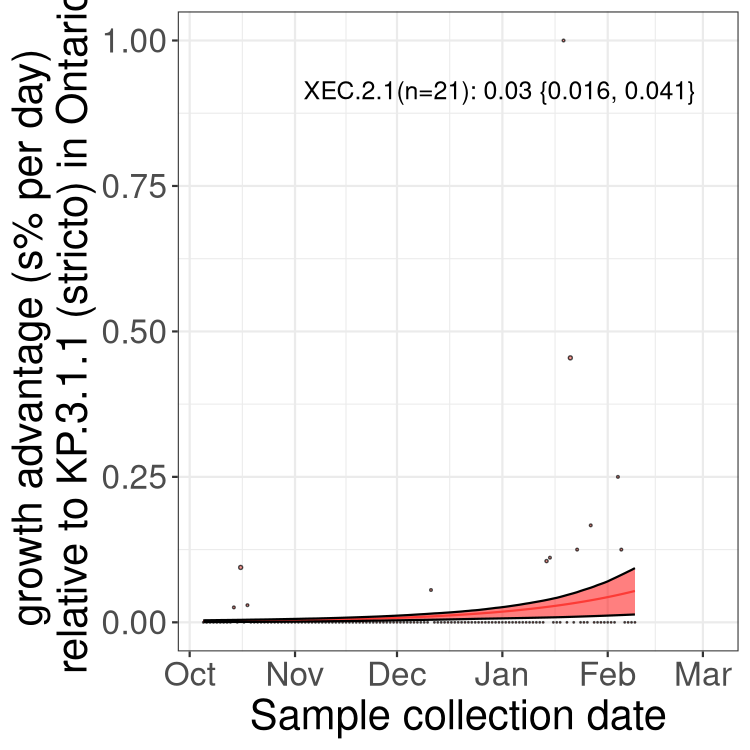 growth advantage (s% per day)
relative to KP.3.1.1 (stricto) in Ontario
1.00
0.75
0.50
0.25
0.00
XEC.2.1(n=21): 0.03 {0.016, 0.041}
Oct Nov Dec Jan Feb Mar
Sample collection date